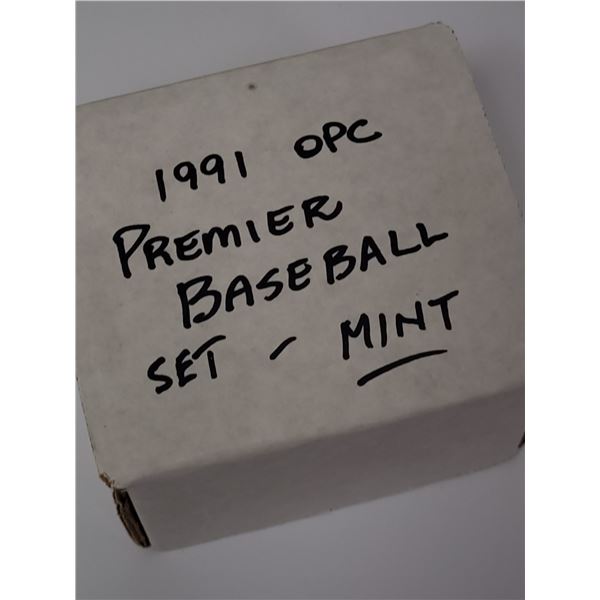 1991 OPC
PREMIER
BASEBALL
SET - MINT